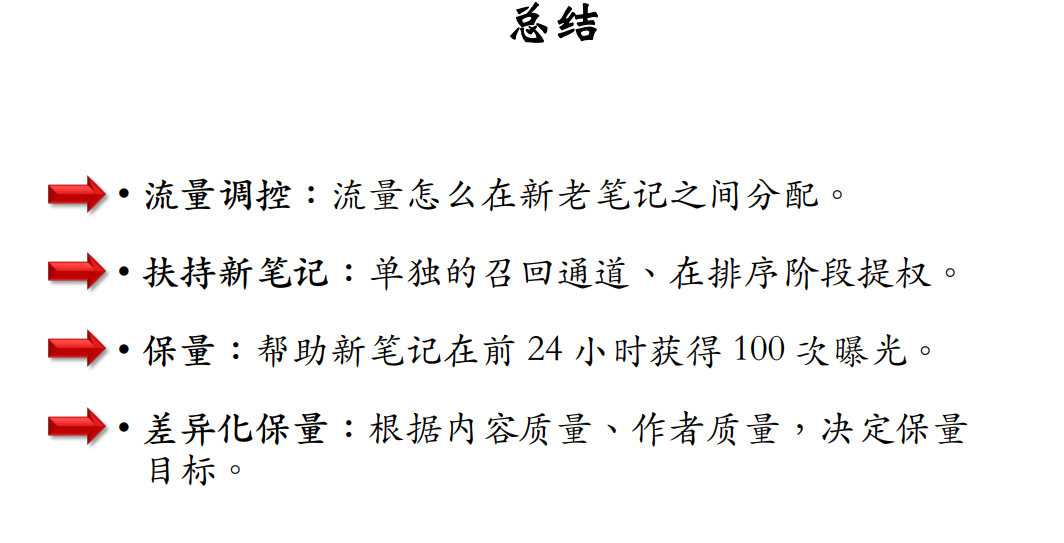 总结
• 流量调控：流量怎么在新老笔记之间分配。
• 扶持新笔记：单独的召回通道、在排序阶段提权。
• 保量：帮助新笔记在前 24 小时获得 100 次曝光。
• 差异化保量：根据内容质量、作者质量，决定保量
目标。